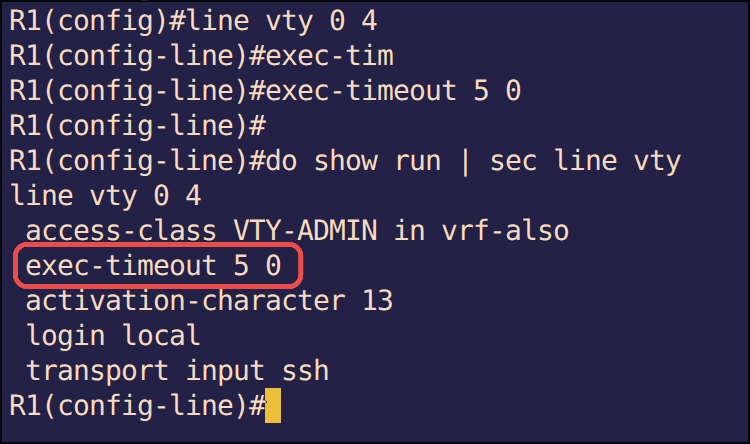 R1(config)#line vty 0 4
R1(config-line)#exec-tim
R1(config-line)#exec-timeout 5 0
R1(config-line)#
R1(config-line)#do show run | sec line vty
line vty 0 4
 access-class VTY-ADMIN in vrf-also
 exec-timeout 5 0
 activation-character 13
 login local
 transport input ssh
R1(config-line)#